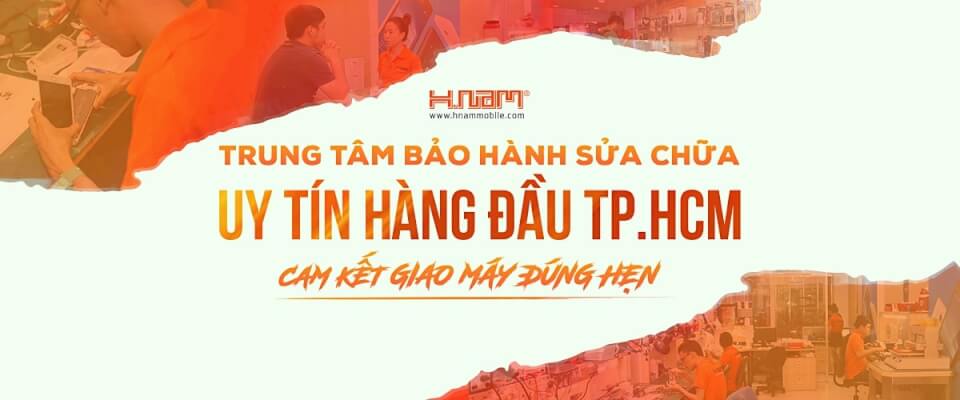 H.nam®
www.hnammobile.com
TRUNG TÂM BẢO HÀNH SỬA CHỮA
UY TÍN HÀNG ĐẦU TP.HCM
CAM KẾT GIAO MÁY ĐÚNG HẸN